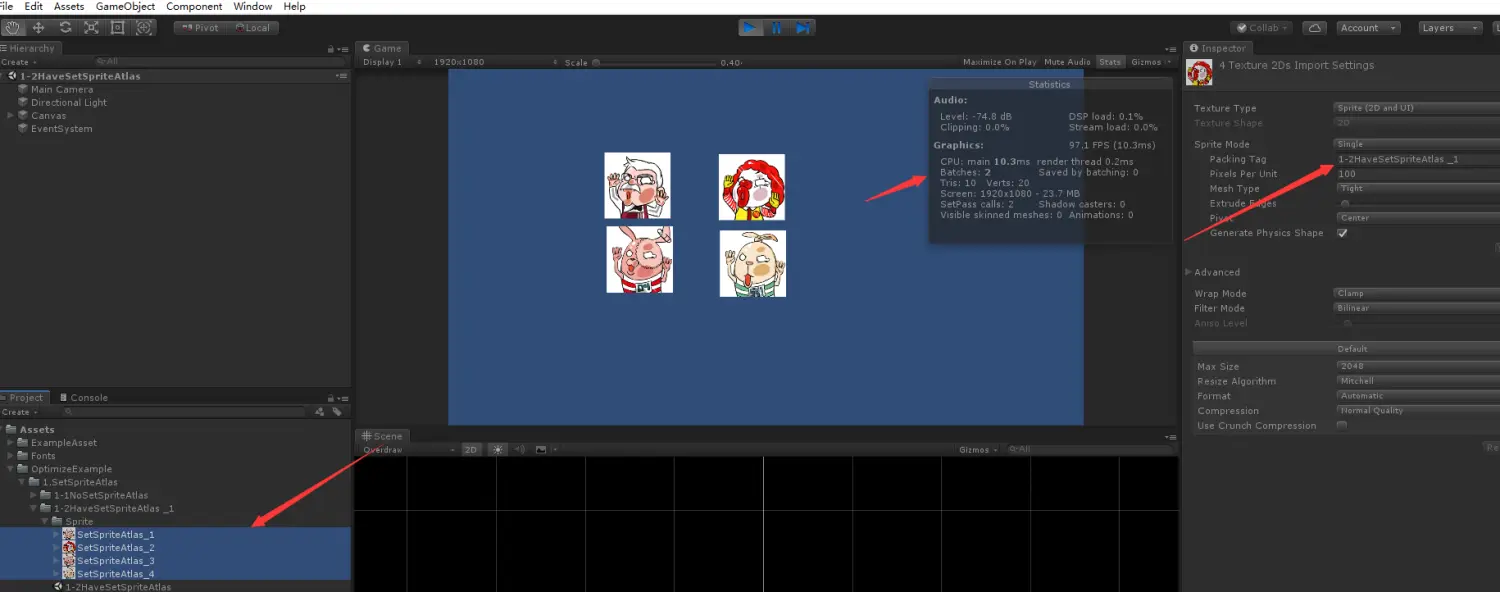 File Edit Assets GameObject Component Window Help
Pivot Local
Collab Account Layers
Hierarchy
Create All
1-2HaveSetSpriteAtlas
Main Camera
Directional Light
Canvas
EventSystem
Game
Display 1 1920x1080 Scale 0.40 Maximize On Play Mute Audio Stats Gizmos
Statistics
Audio:
Level: -74.8 dB DSP load: 0.1%
Clipping: 0.0% Stream load: 0.0%
Graphics: 97.1 FPS (10.3ms)
CPU: main 10.3ms render thread 0.2ms
Batches: 2 Saved by batching: 0
Tris: 10 Verts: 20
Screen: 1920x1080 - 23.7 MB
SetPass calls: 2 Shadow casters: 0
Visible skinned meshes: 0 Animations: 0
Inspector
4 Texture 2Ds Import Settings
Texture Type Sprite (2D and UI)
Texture Shape 2D
Sprite Mode Single
Packing Tag 1-2HaveSetSpriteAtlas _1
Pixels Per Unit 100
Mesh Type Tight
Extrude Edges
Pivot Center
Generate Physics Shape
Advanced
Wrap Mode Clamp
Filter Mode Bilinear
Aniso Level
Default
Max Size 2048
Resize Algorithm Mitchell
Format Automatic
Compression Normal Quality
Use Crunch Compression
Re
Project Console
Create
Assets
ExampleAsset
Fonts
OptimizeExample
1.SetSpriteAtlas
1-1NoSetSpriteAtlas
1-2HaveSetSpriteAtlas _1
Sprite
SetSpriteAtlas_1
SetSpriteAtlas_2
SetSpriteAtlas_3
SetSpriteAtlas_4
1-2HaveSetSpriteAtlas
Scene
Overdraw 2D Gizmos All